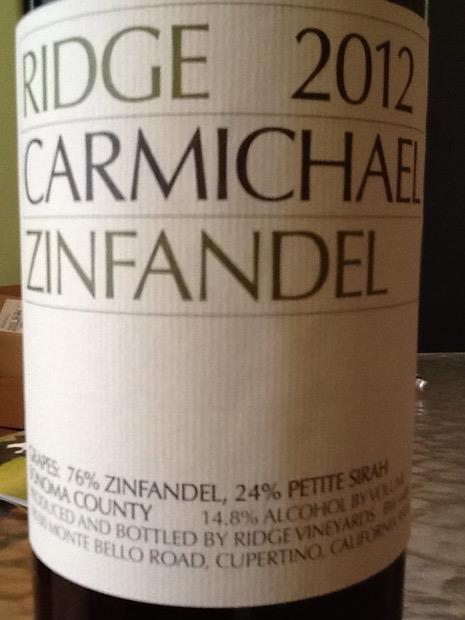 RIDGE 2012
CARMICHAEL
ZINFANDEL
GRAPES: 76% ZINFANDEL, 24% PETITE SIRAH
SONOMA COUNTY 14.8% ALCOHOL BY VOLUME
PRODUCED AND BOTTLED BY RIDGE VINEYARDS
MONTE BELLO ROAD, CUPERTINO, CALIFORNIA